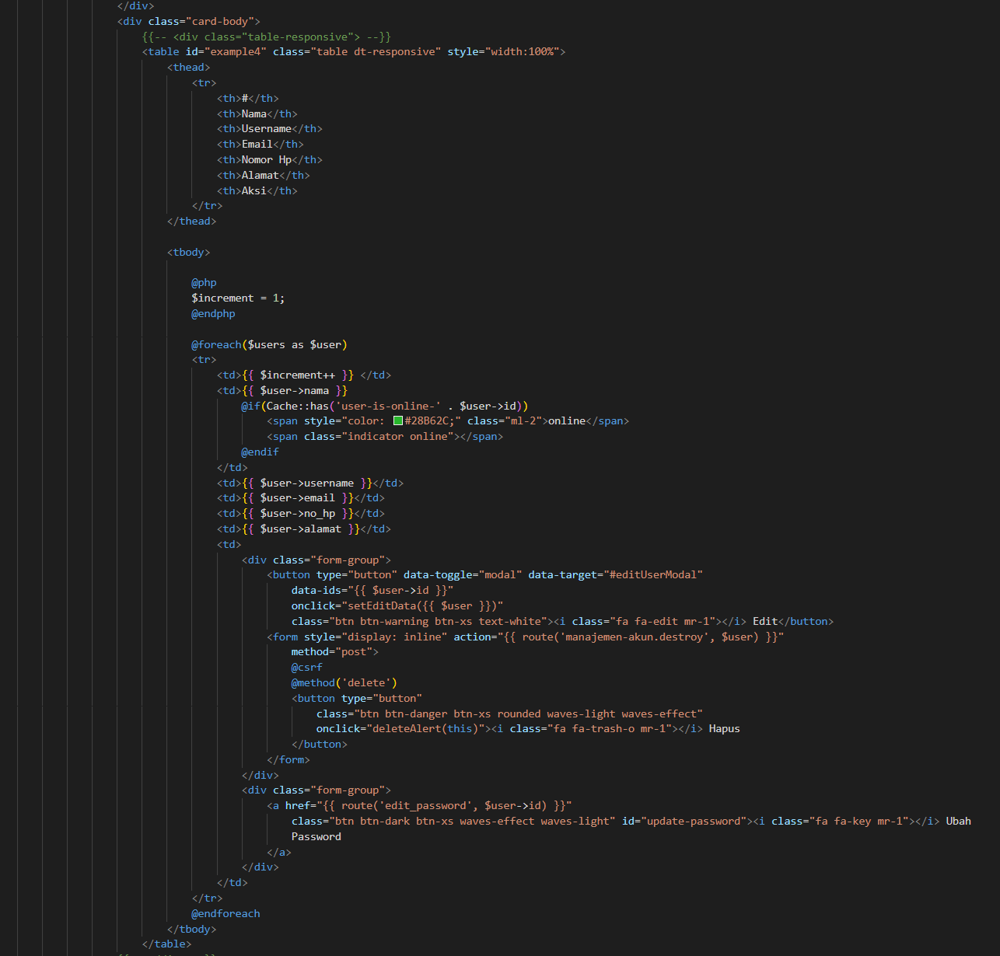 </div>
<div class="card-body">
{{-- <div class="table-responsive"> --}}
<table id="example4" class="table dt-responsive" style="width:100%">
<thead>
<tr>
<th>#</th>
<th>Nama</th>
<th>Username</th>
<th>Email</th>
<th>Nomor Hp</th>
<th>Alamat</th>
<th>Aksi</th>
</tr>
</thead>
<tbody>
@php
$increment = 1;
@endphp
@foreach($users as $user)
<tr>
<td>{{ $increment++ }} </td>
<td>{{ $user->nama }}
@if(Cache::has('user-is-online-' . $user->id))
<span style="color: #28B62C;" class="ml-2">online</span>
<span class="indicator online"></span>
@endif
</td>
<td>{{ $user->username }}</td>
<td>{{ $user->email }}</td>
<td>{{ $user->no_hp }}</td>
<td>{{ $user->alamat }}</td>
<td>
<div class="form-group">
<button type="button" data-toggle="modal" data-target="#editUserModal"
data-ids="{{ $user->id }}"
onclick="setEditData({{ $user }})"
class="btn btn-warning btn-xs text-white"><i class="fa fa-edit mr-1"></i> Edit</button>
<form style="display: inline" action="{{ route('manajemen-akun.destroy', $user) }}"
method="post">
@csrf
@method('delete')
<button type="button"
class="btn btn-danger btn-xs rounded waves-light waves-effect"
onclick="deleteAlert(this)"><i class="fa fa-trash-o mr-1"></i> Hapus
</button>
</form>
</div>
<div class="form-group">
<a href="{{ route('edit_password', $user->id) }}"
class="btn btn-dark btn-xs waves-effect waves-light" id="update-password"><i class="fa fa-key mr-1"></i> Ubah
Password
</a>
</div>
</td>
</tr>
@endforeach
</tbody>
</table>